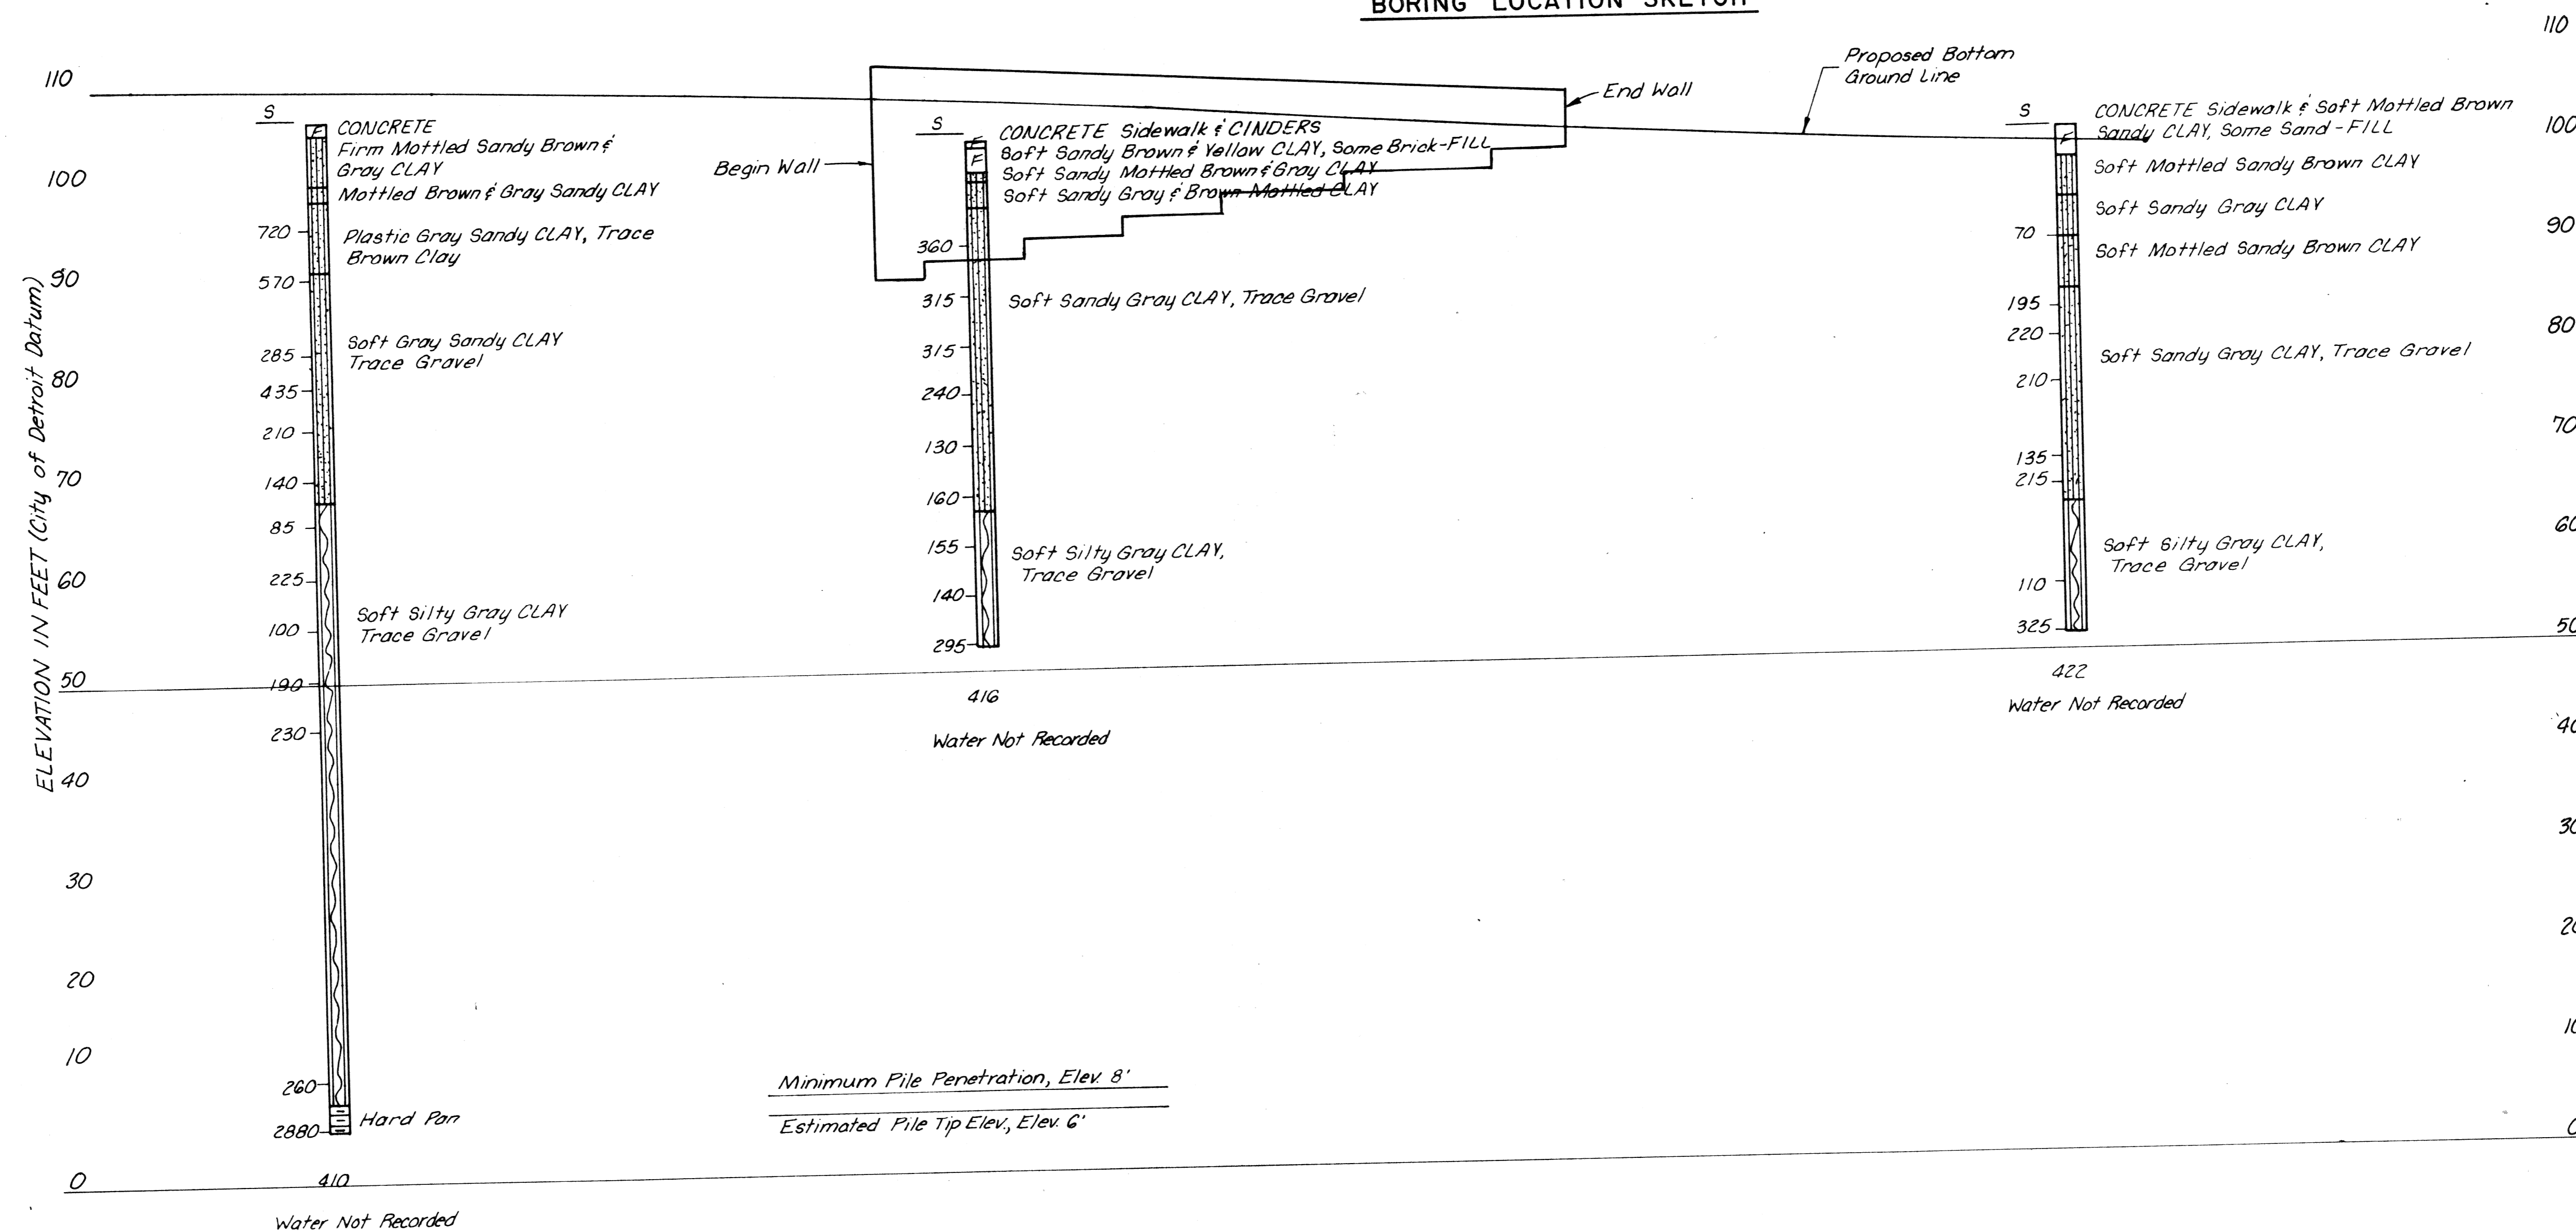 BORING LOCATION SKETCH
110
100
90
80
70
60
50
40
30
20
10
0
ELEVATION IN FEET (City of Detroit Datum)
S
F
CONCRETE
Firm Mottled Sandy Brown &
Gray CLAY
Mottled Brown & Gray Sandy CLAY
720
Plastic Gray Sandy CLAY, Trace
Brown Clay
570
Soft Gray Sandy CLAY
Trace Gravel
285
435
210
140
85
225
Soft Silty Gray CLAY
Trace Gravel
100
190
230
260
Hard Pan
2880
410
Water Not Recorded
Begin Wall
End Wall
Proposed Bottom
Ground Line
S
F
F
CONCRETE Sidewalk & CINDERS
Soft Sandy Brown & Yellow CLAY, Some Brick-FILL
Soft Sandy Mottled Brown & Gray CLAY
Soft Sandy Gray & Brown Mottled CLAY
360
315
Soft Sandy Gray CLAY, Trace Gravel
315
240
130
160
155
Soft Silty Gray CLAY,
Trace Gravel
140
295
416
Water Not Recorded
Minimum Pile Penetration, Elev. 8'
Estimated Pile Tip Elev., Elev. 6'
S
F
CONCRETE Sidewalk & Soft Mottled Brown
Sandy CLAY, Some Sand-FILL
Soft Mottled Sandy Brown CLAY
Soft Sandy Gray CLAY
70
Soft Mottled Sandy Brown CLAY
195
220
Soft Sandy Gray CLAY, Trace Gravel
210
135
215
Soft Silty Gray CLAY,
Trace Gravel
110
325
422
Water Not Recorded
110
100
90
80
70
60
50
40
30
20
10
0